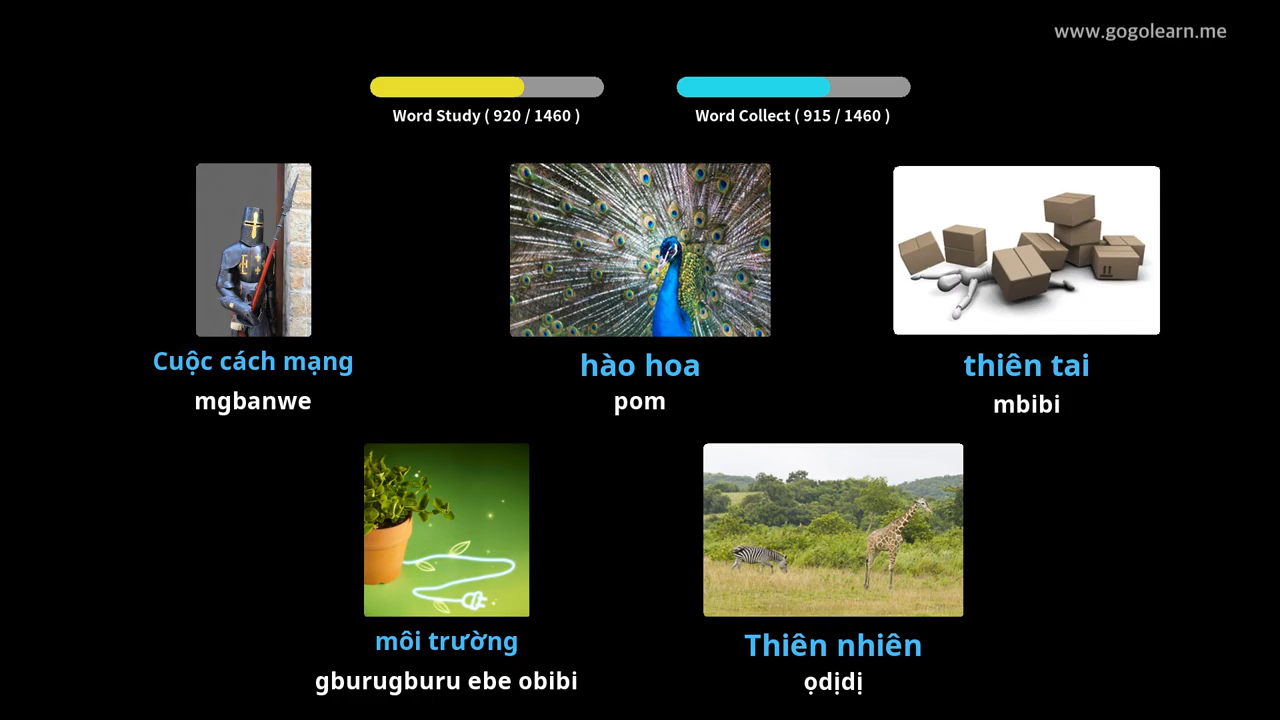 www.gogolearn.me
Word Study ( 920 / 1460 )
Word Collect ( 915 / 1460 )
Cuộc cách mạng
mgbanwe
hào hoa
pom
thiên tai
mbibi
môi trường
gburugburu ebe obibi
Thiên nhiên
ọdịdị